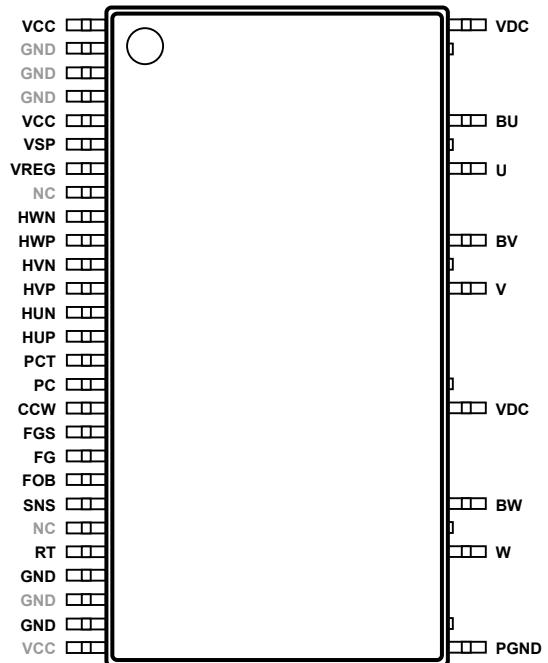 VCC
GND
GND
GND
VCC
VSP
VREG
NC
HWN
HWP
HVN
HVP
HUN
HUP
PCT
PC
CCW
FGS
FG
FOB
SNS
NC
RT
GND
GND
GND
VCC
VDC
BU
U
BV
V
VDC
BW
W
PGND